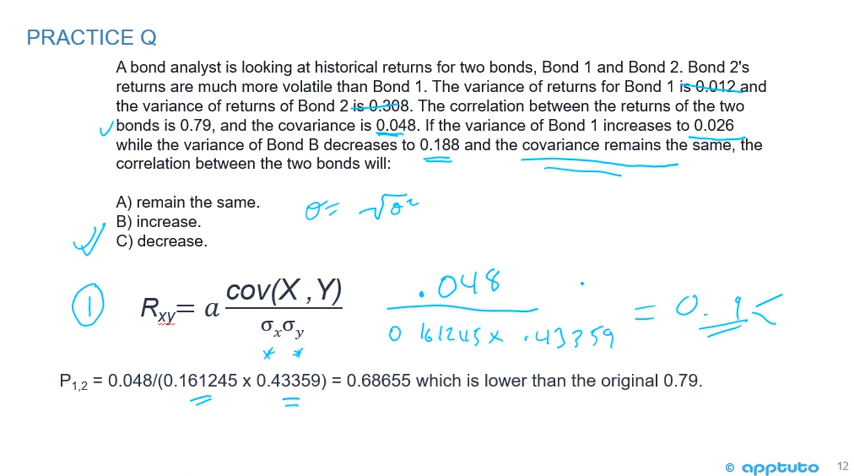 PRACTICE Q
A bond analyst is looking at historical returns for two bonds, Bond 1 and Bond 2. Bond 2's
returns are much more volatile than Bond 1. The variance of returns for Bond 1 is 0.012 and
the variance of returns of Bond 2 is 0.308. The correlation between the returns of the two
bonds is 0.79, and the covariance is 0.048. If the variance of Bond 1 increases to 0.026
while the variance of Bond B decreases to 0.188 and the covariance remains the same, the
correlation between the two bonds will:
A) remain the same.
B) increase.
C) decrease.
σ = √σ²
① Rxy = a cov(X , Y) / σxσy
.048 / 0 161245 x .43359 = 0.
P1,2 = 0.048/(0.161245 x 0.43359) = 0.68655 which is lower than the original 0.79.
© apptuto 12